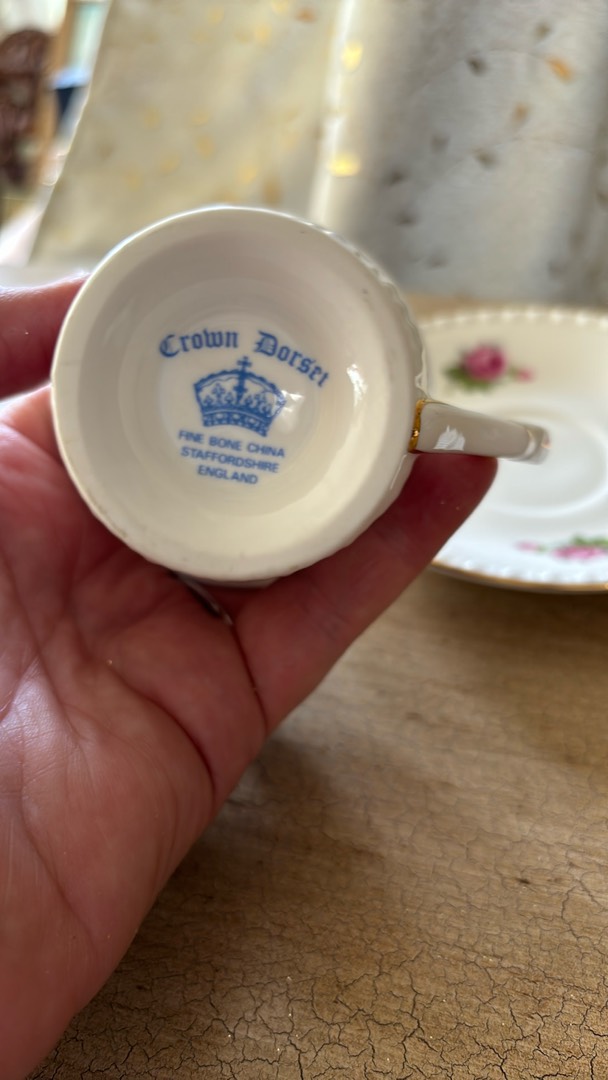 Crown Dorset
FINE BONE CHINA
STAFFORDSHIRE
ENGLAND